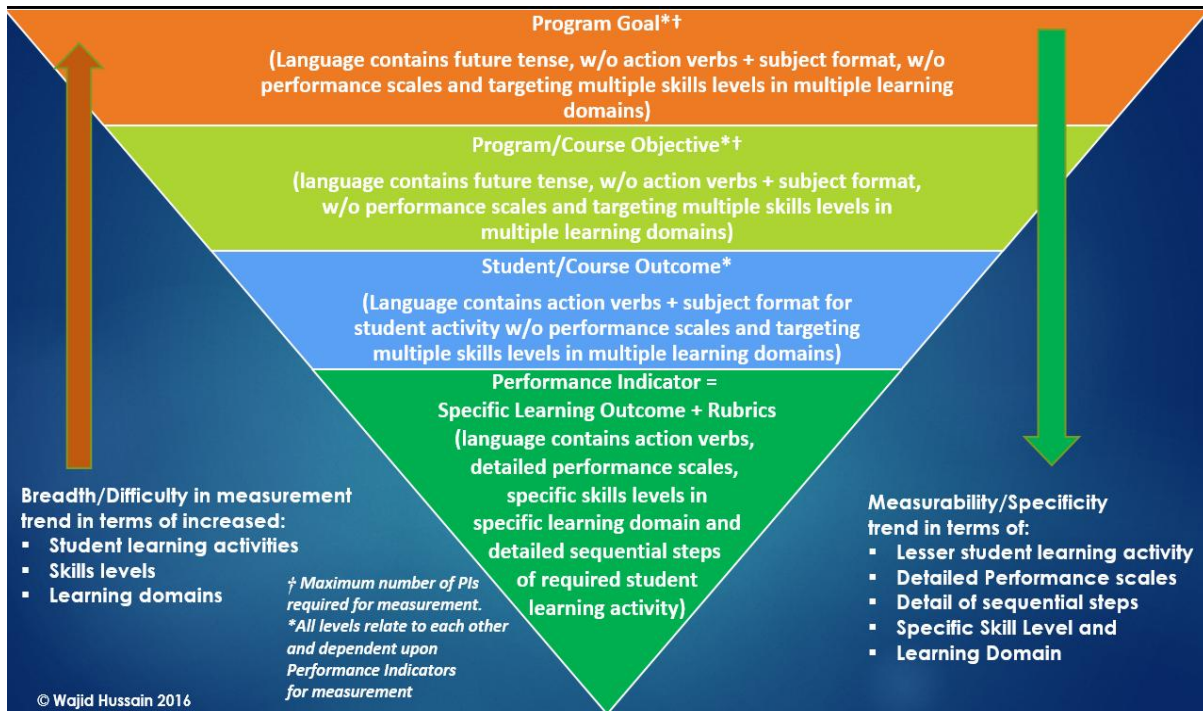 Program Goal*†
(Language contains future tense, w/o action verbs + subject format, w/o
performance scales and targeting multiple skills levels in multiple learning
domains)
Program/Course Objective*†
(language contains future tense, w/o action verbs + subject format,
w/o performance scales and targeting multiple skills levels in
multiple learning domains)
Student/Course Outcome*
(Language contains action verbs + subject format for
student activity w/o performance scales and targeting
multiple skills levels in multiple learning domains)
Performance Indicator =
Specific Learning Outcome + Rubrics
(language contains action verbs,
detailed performance scales,
specific skills levels in
specific learning domain and
detailed sequential steps
of required student
learning activity)
Breadth/Difficulty in measurement
trend in terms of increased:
▪ Student learning activities
▪ Skills levels
▪ Learning domains
† Maximum number of PIs
required for measurement.
*All levels relate to each other
and dependent upon
Performance Indicators
for measurement
Measurability/Specificity
trend in terms of:
▪ Lesser student learning activity
▪ Detailed Performance scales
▪ Detail of sequential steps
▪ Specific Skill Level and
▪ Learning Domain
© Wajid Hussain 2016